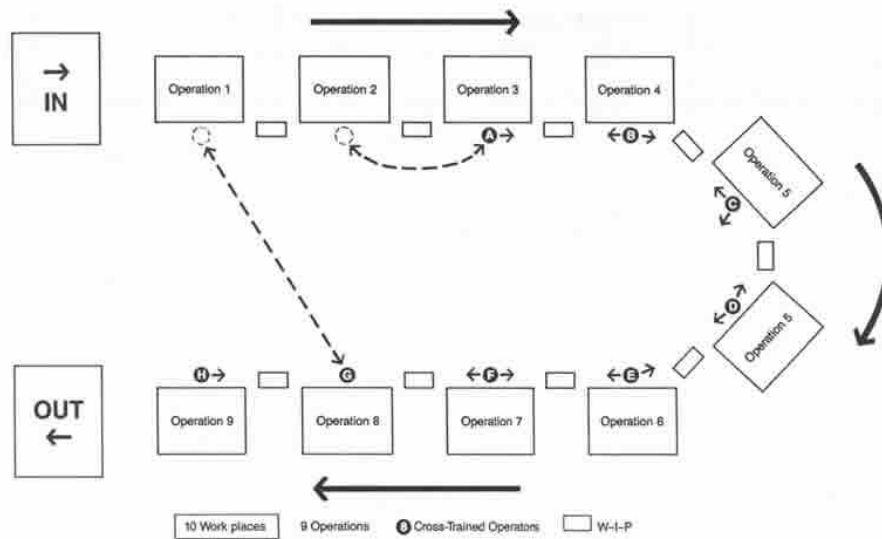 →
IN
Operation 1
Operation 2
Operation 3
Operation 4
A
B
Operation 5
C
D
Operation 5
H
G
F
E
OUT
←
Operation 9
Operation 8
Operation 7
Operation 6
10 Work places
9 Operations
8 Cross-Trained Operators
W-I-P